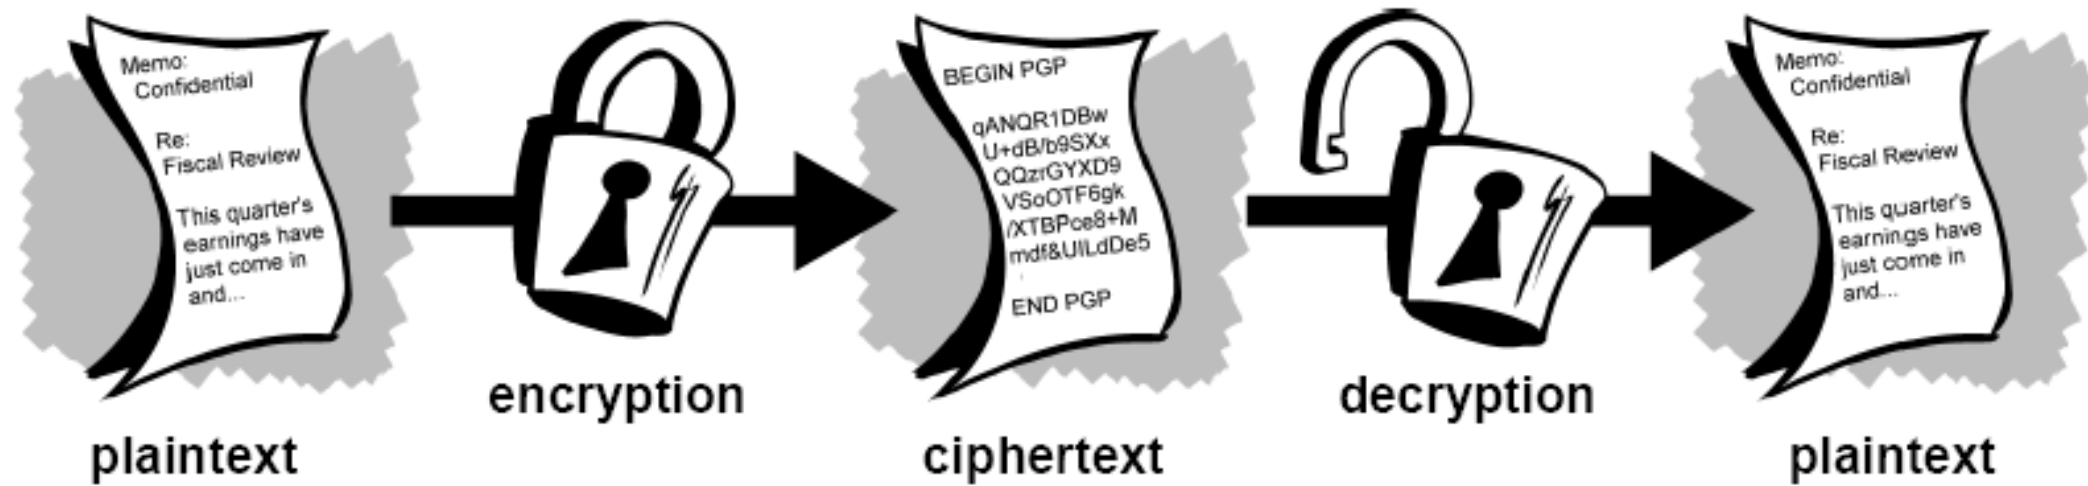 Memo:
Confidential
Re:
Fiscal Review
This quarter's
earnings have
just come in
and...
plaintext
encryption
BEGIN PGP
qANQR1DBw
U+dB/b9SXx
QQzrGYXD9
VSoOTF6gk
/XTBPce8+M
mdf&UILdDe5
END PGP
ciphertext
decryption
Memo:
Confidential
Re:
Fiscal Review
This quarter's
earnings have
just come in
and...
plaintext